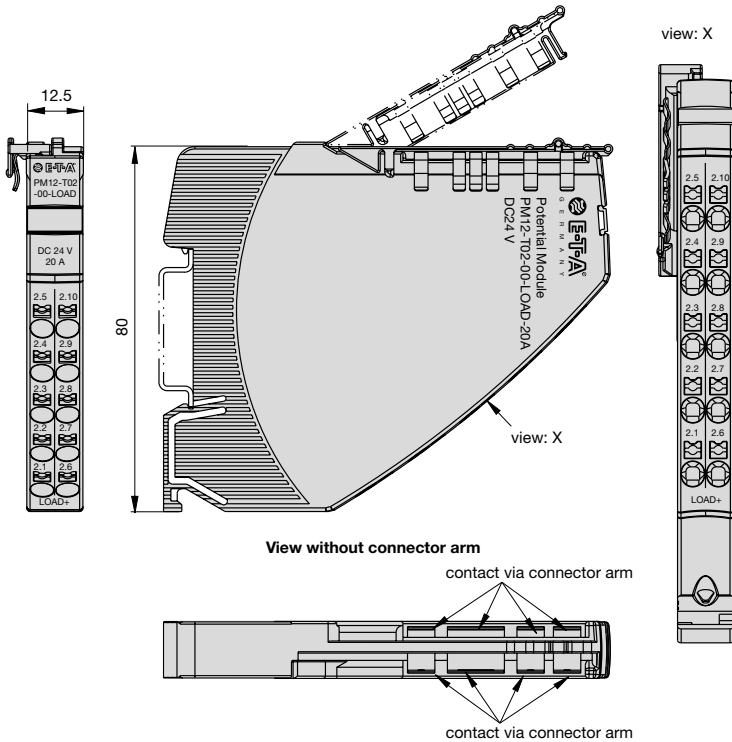 view: X
12.5
E-T-A
PM12-T02
-00-LOAD
DC 24 V
20 A
2.5 2.10
2.4 2.9
2.3 2.8
2.2 2.7
2.1 2.6
LOAD+
80
E-T-A®
GERMANY
Potential Module
PM12-T02-00-LOAD-20A
DC24 V
view: X
2.5 2.10
2.4 2.9
2.3 2.8
2.2 2.7
2.1 2.6
LOAD+
View without connector arm
contact via connector arm
contact via connector arm